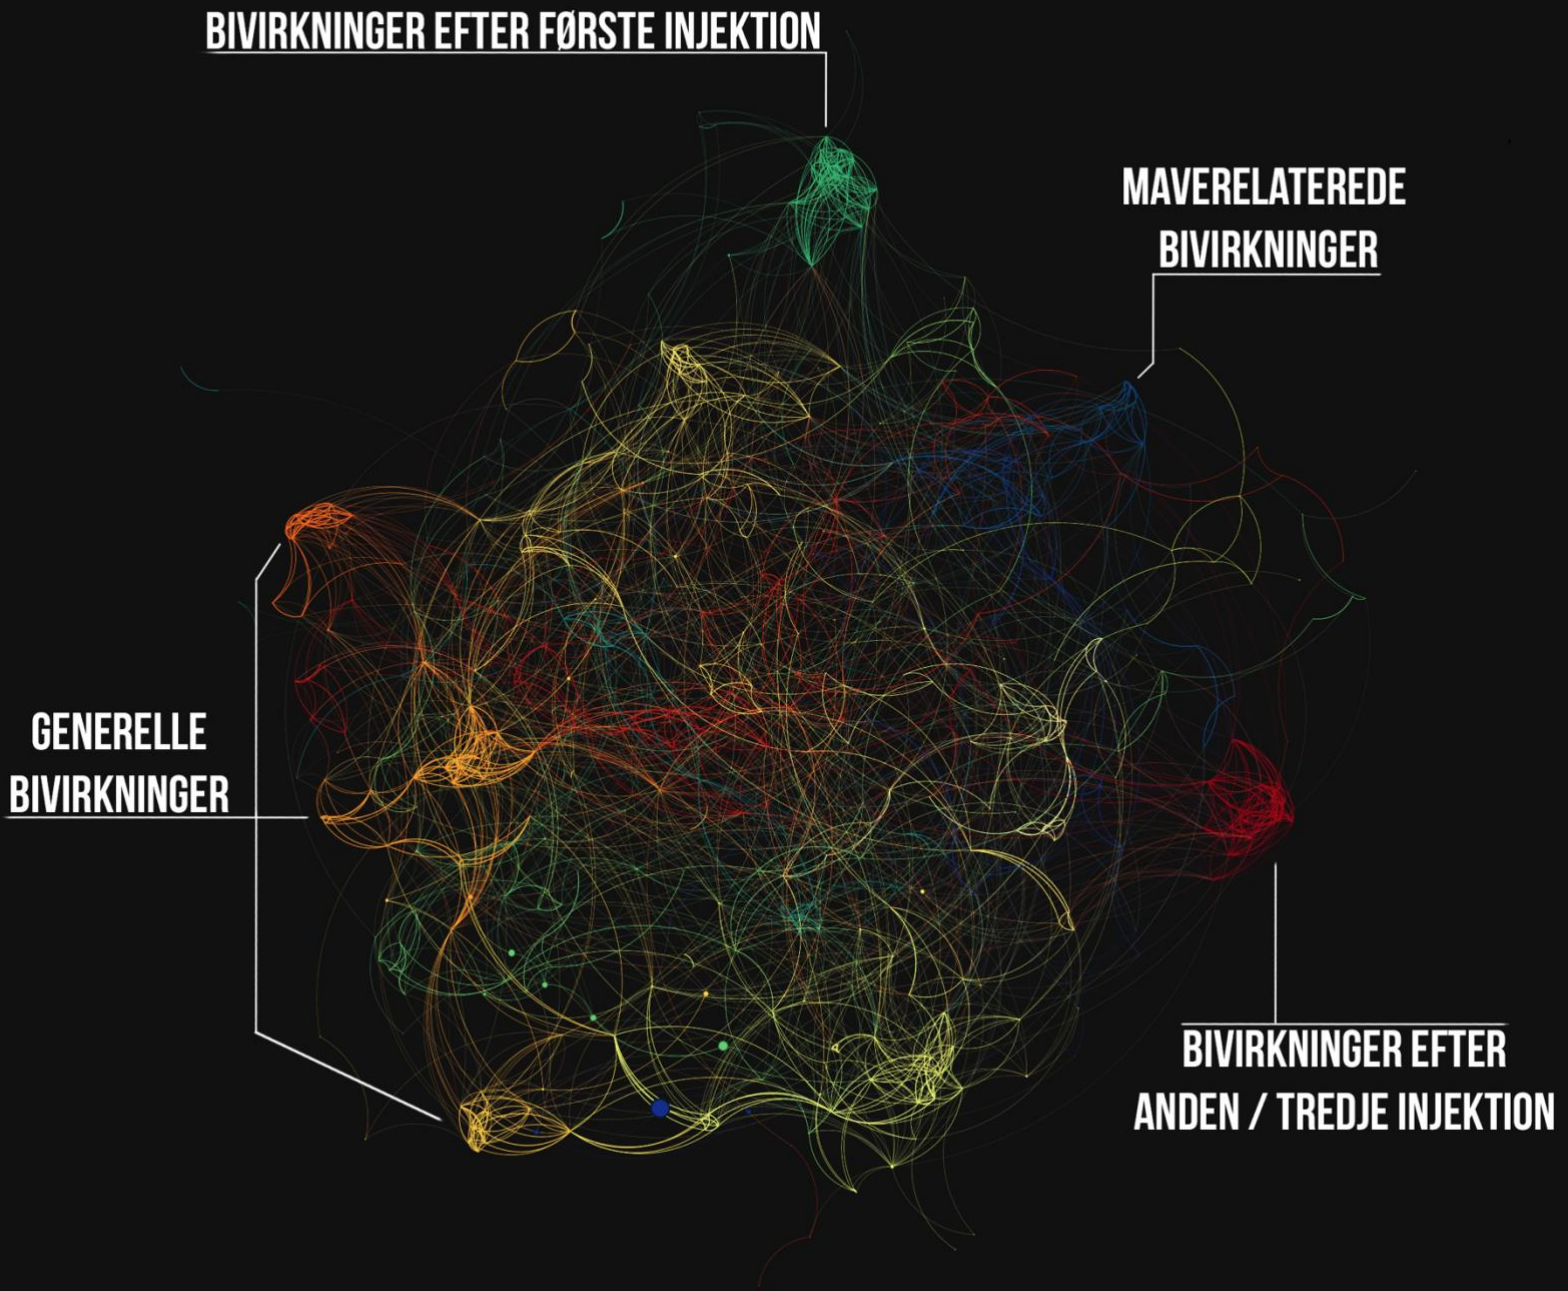 BIVIRKNINGER EFTER FØRSTE INJEKTION
MAVERELATEREDE
BIVIRKNINGER
GENERELLE
BIVIRKNINGER
BIVIRKNINGER EFTER
ANDEN / TREDJE INJEKTION